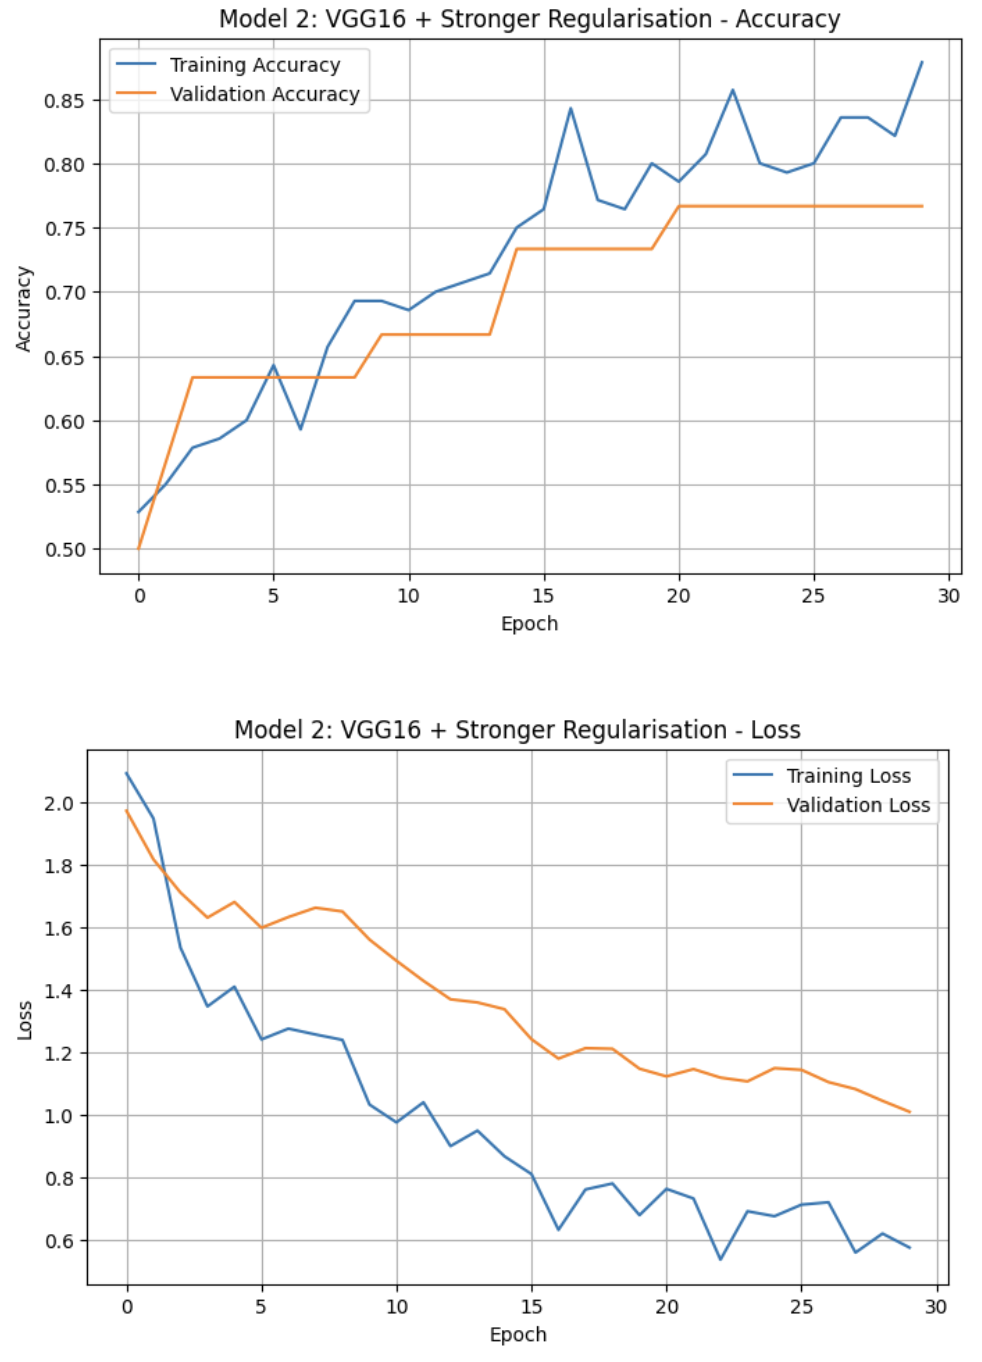 Model 2: VGG16 + Stronger Regularisation - Accuracy
Training Accuracy
Validation Accuracy
0.85
0.80
0.75
0.70
0.65
0.60
0.55
0.50
Accuracy
0 5 10 15 20 25 30
Epoch
Model 2: VGG16 + Stronger Regularisation - Loss
Training Loss
Validation Loss
2.0
1.8
1.6
1.4
1.2
1.0
0.8
0.6
Loss
0 5 10 15 20 25 30
Epoch